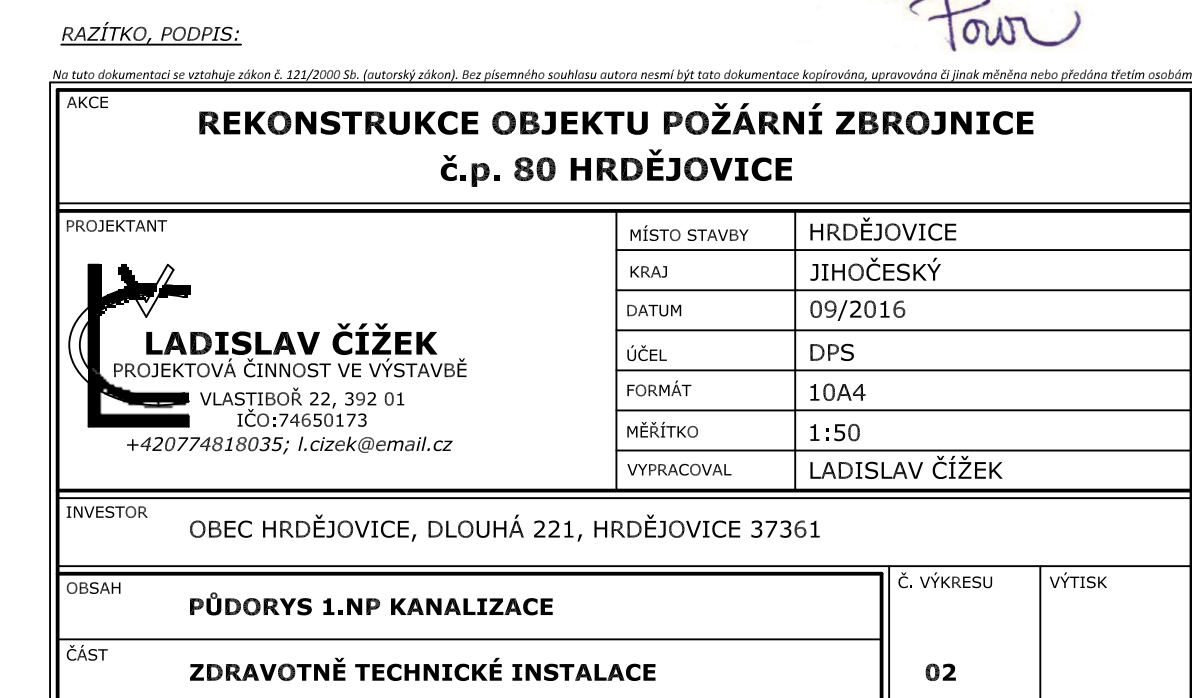 RAZÍTKO, PODPIS:
Na tuto dokumentaci se vztahuje zákon č. 121/2000 Sb. (autorský zákon). Bez písemného souhlasu autora nesmí být tato dokumentace kopírována, upravována či jinak měněna nebo předána třetím osobám
AKCE
REKONSTRUKCE OBJEKTU POŽÁRNÍ ZBROJNICE
č.p. 80 HRDĚJOVICE
PROJEKTANT
LADISLAV ČÍŽEK
PROJEKTOVÁ ČINNOST VE VÝSTAVBĚ
VLASTIBOŘ 22, 392 01
IČO:74650173
+420774818035; l.cizek@email.cz
MÍSTO STAVBY HRDĚJOVICE
KRAJ JIHOČESKÝ
DATUM 09/2016
ÚČEL DPS
FORMÁT 10A4
MĚŘÍTKO 1:50
VYPRACOVAL LADISLAV ČÍŽEK
INVESTOR
OBEC HRDĚJOVICE, DLOUHÁ 221, HRDĚJOVICE 37361
OBSAH
PŮDORYS 1.NP KANALIZACE
ČÁST
ZDRAVOTNĚ TECHNICKÉ INSTALACE
Č. VÝKRESU
02
VÝTISK